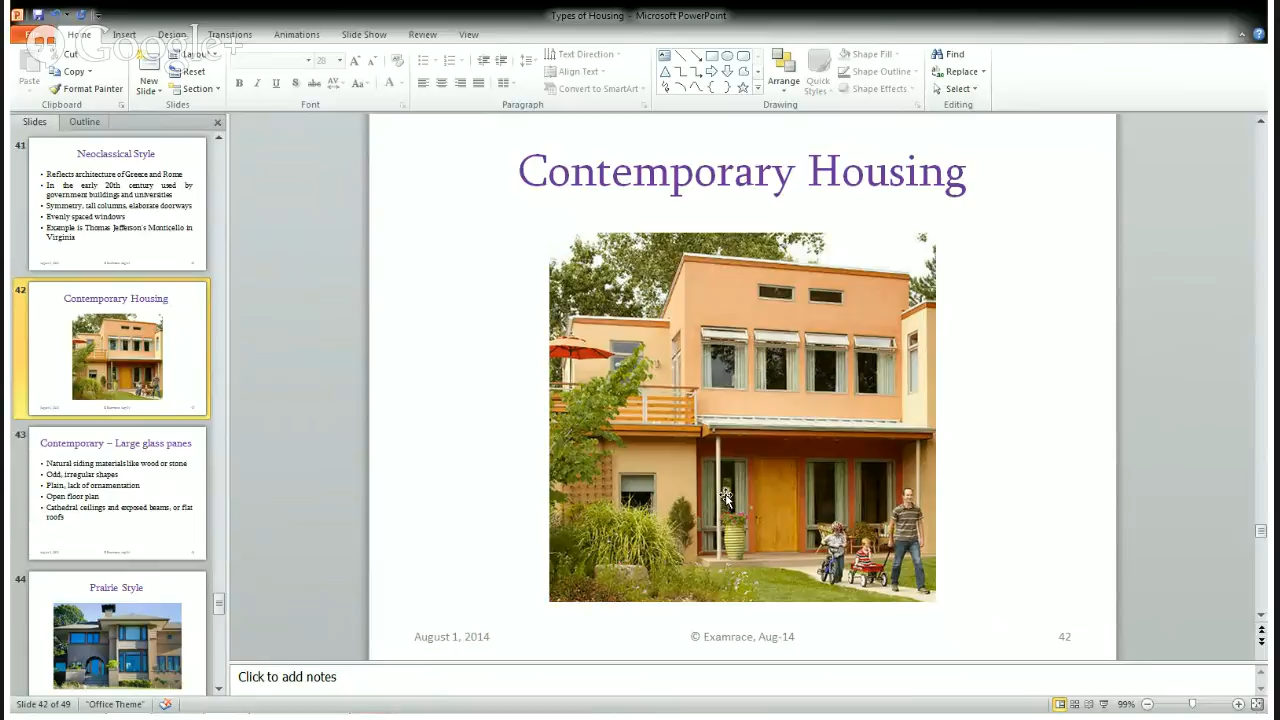 Types of Housing - Microsoft PowerPoint
File Home Insert Design Transitions Animations Slide Show Review View
Google+
Cut
Copy
Format Painter
Paste
Clipboard
New
Slide
Layout
Reset
Section
Slides
28
B I U S abc AV Aa A
Font
Text Direction
Align Text
Convert to SmartArt
Paragraph
Arrange
Quick
Styles
Shape Fill
Shape Outline
Shape Effects
Drawing
Find
Replace
Select
Editing
Slides Outline
41
Neoclassical Style
• Reflects architecture of Greece and Rome
• In the early 20th century used by
government buildings and universities
• Symmetry, tall columns, elaborate doorways
• Evenly spaced windows
• Example is Thomas Jefferson's Monticello in
Virginia
42
Contemporary Housing
43
Contemporary – Large glass panes
• Natural siding materials like wood or stone
• Odd, irregular shapes
• Plain, lack of ornamentation
• Open floor plan
• Cathedral ceilings and exposed beams, or flat
roofs
44
Prairie Style
Contemporary Housing
August 1, 2014
© Examrace, Aug-14
42
Click to add notes
Slide 42 of 49
"Office Theme"
99%